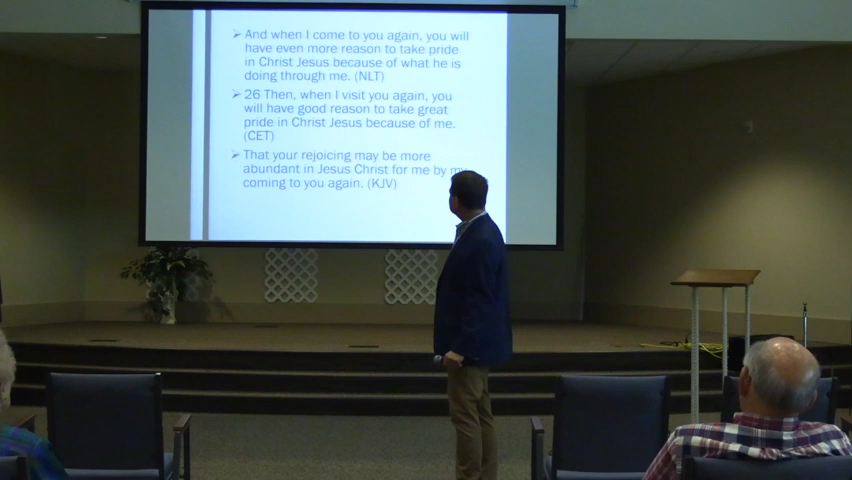 And when I come to you again, you will
have even more reason to take pride
in Christ Jesus because of what he is
doing through me. (NLT)
26 Then, when I visit you again, you
will have good reason to take great
pride in Christ Jesus because of me.
(CET)
That your rejoicing may be more
abundant in Jesus Christ for me by my
coming to you again. (KJV)